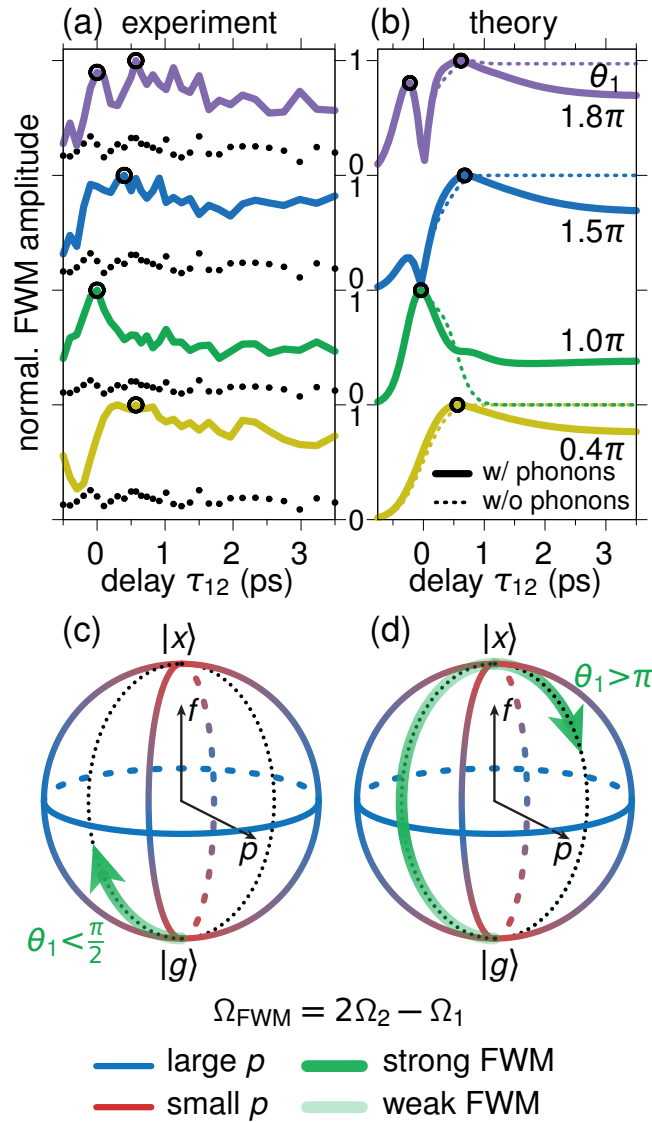 (a) experiment
(b) theory
normal. FWM amplitude
1
0
1
0
1
0
1
0
θ₁
1.8π
1.5π
1.0π
0.4π
w/ phonons
w/o phonons
0 1 2 3
delay τ₁₂ (ps)
0 1 2 3
delay τ₁₂ (ps)
(c)
|x⟩
f
p
θ₁<π/2
|g⟩
(d)
|x⟩
θ₁>π
f
p
|g⟩
Ω_FWM = 2Ω₂ − Ω₁
large p
strong FWM
small p
weak FWM